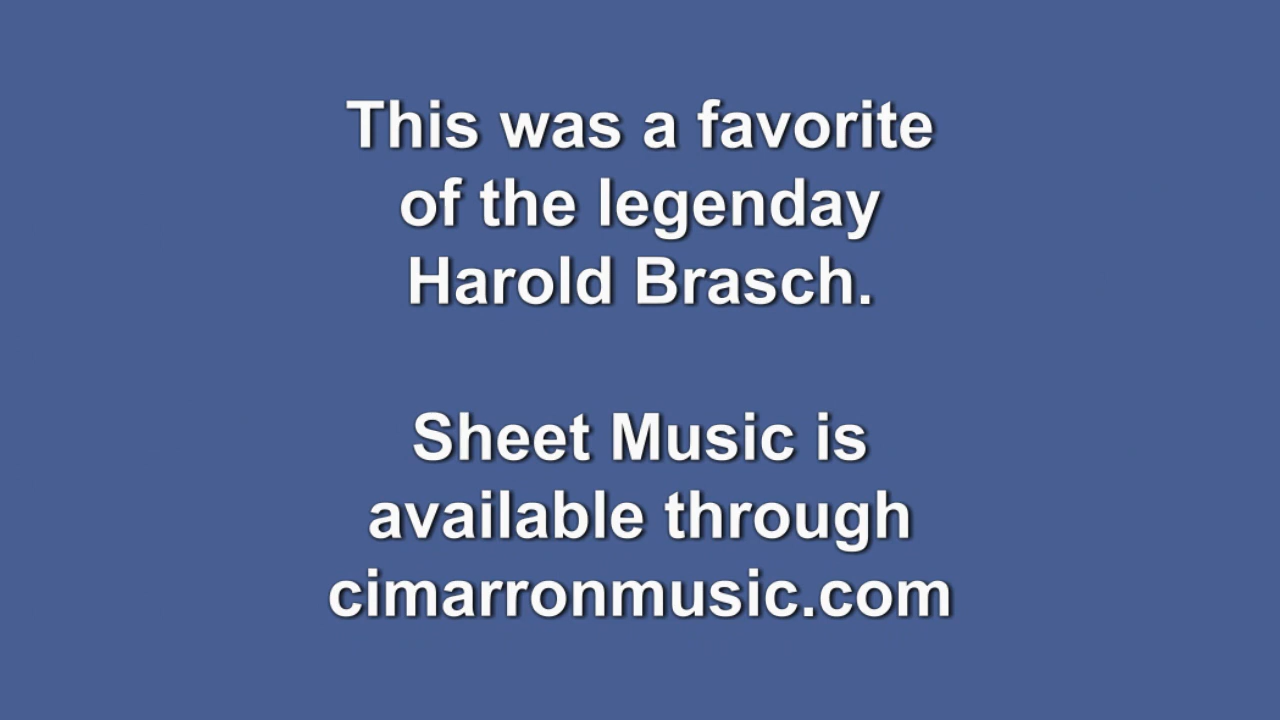 This was a favorite
of the legenday
Harold Brasch.
Sheet Music is
available through
cimarronmusic.com